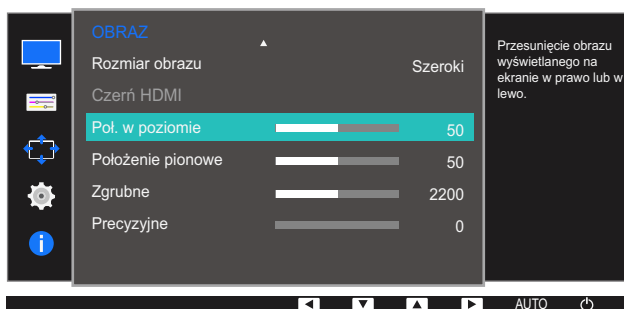 OBRAZ
Rozmiar obrazu Szeroki
Czerń HDMI
Poł. w poziomie 50
Położenie pionowe 50
Zgrubne 2200
Precyzyjne 0
Przesunięcie obrazu
wyświetlanego na
ekranie w prawo lub w
lewo.
AUTO